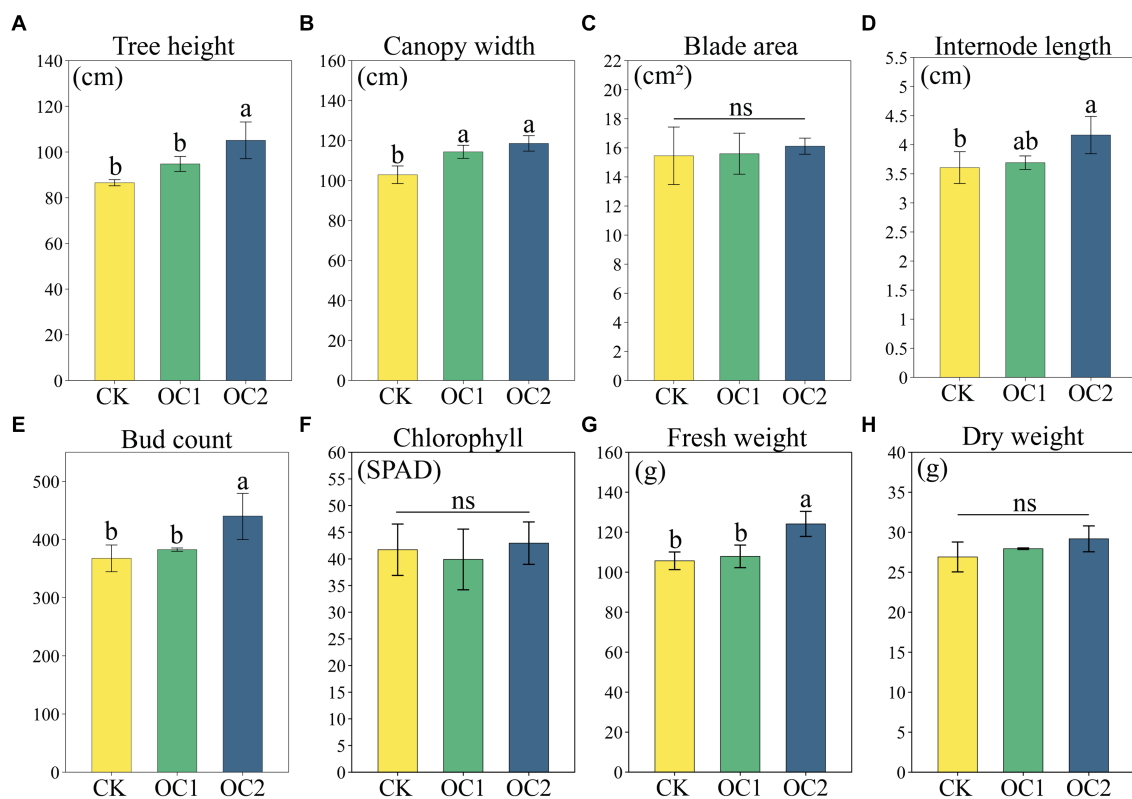 A
Tree height
(cm)
140
120
100
80
60
40
20
0
b
b
a
CK
OC1
OC2
B
Canopy width
(cm)
160
140
120
100
80
60
40
20
0
b
a
a
CK
OC1
OC2
C
Blade area
(cm²)
22
20
18
16
14
12
10
8
6
4
2
0
ns
CK
OC1
OC2
D
Internode length
(cm)
5.5
5
4.5
4
3.5
3
2.5
2
1.5
1
0.5
0
b
ab
a
CK
OC1
OC2
E
Bud count
500
400
300
200
100
0
b
b
a
CK
OC1
OC2
F
Chlorophyll
(SPAD)
60
55
50
45
40
35
30
25
20
15
10
5
0
ns
CK
OC1
OC2
G
Fresh weight
(g)
160
140
120
100
80
60
40
20
0
b
b
a
CK
OC1
OC2
H
Dry weight
(g)
40
35
30
25
20
15
10
5
0
ns
CK
OC1
OC2